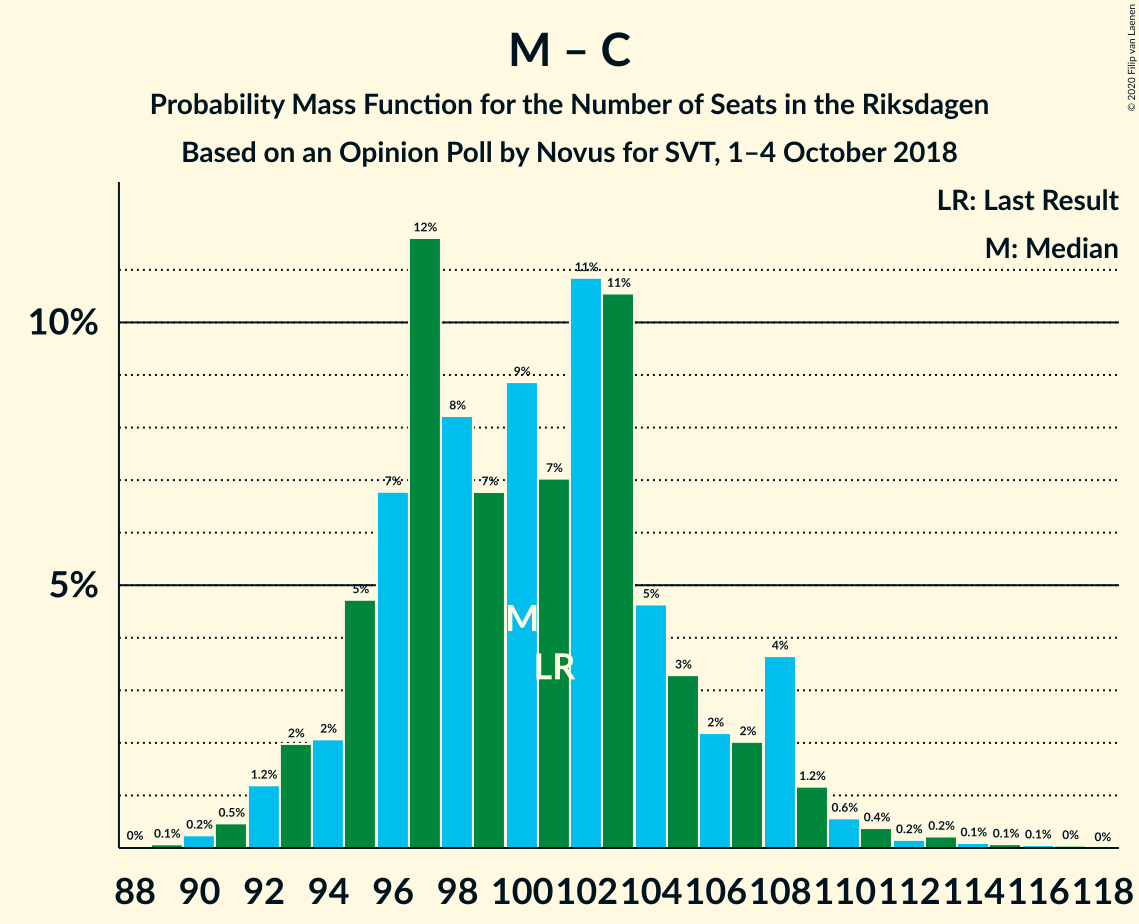 M – C
Probability Mass Function for the Number of Seats in the Riksdagen
Based on an Opinion Poll by Novus for SVT, 1–4 October 2018
© 2020 Filip van Laenen
LR: Last Result
M: Median
10%
5%
0% 0.1% 0.2% 0.5% 1.2% 2% 2% 5% 7% 12% 8% 7% 9% 7% 11% 11% 5% 3% 2% 2% 4% 1.2% 0.6% 0.4% 0.2% 0.2% 0.1% 0.1% 0.1% 0% 0%
M
LR
88 90 92 94 96 98 100 102 104 106 108 110 112 114 116 118